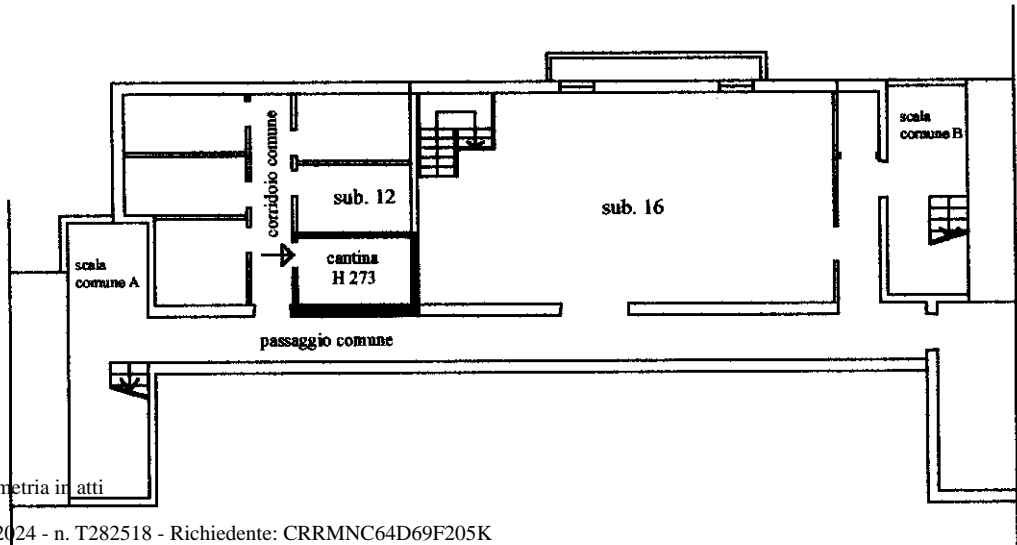 scala
comune B
corridoio comune
sub. 12
sub. 16
cantina
H 273
scala
comune A
passaggio comune
metria in atti
2024 - n. T282518 - Richiedente: CRRMNC64D69F205K